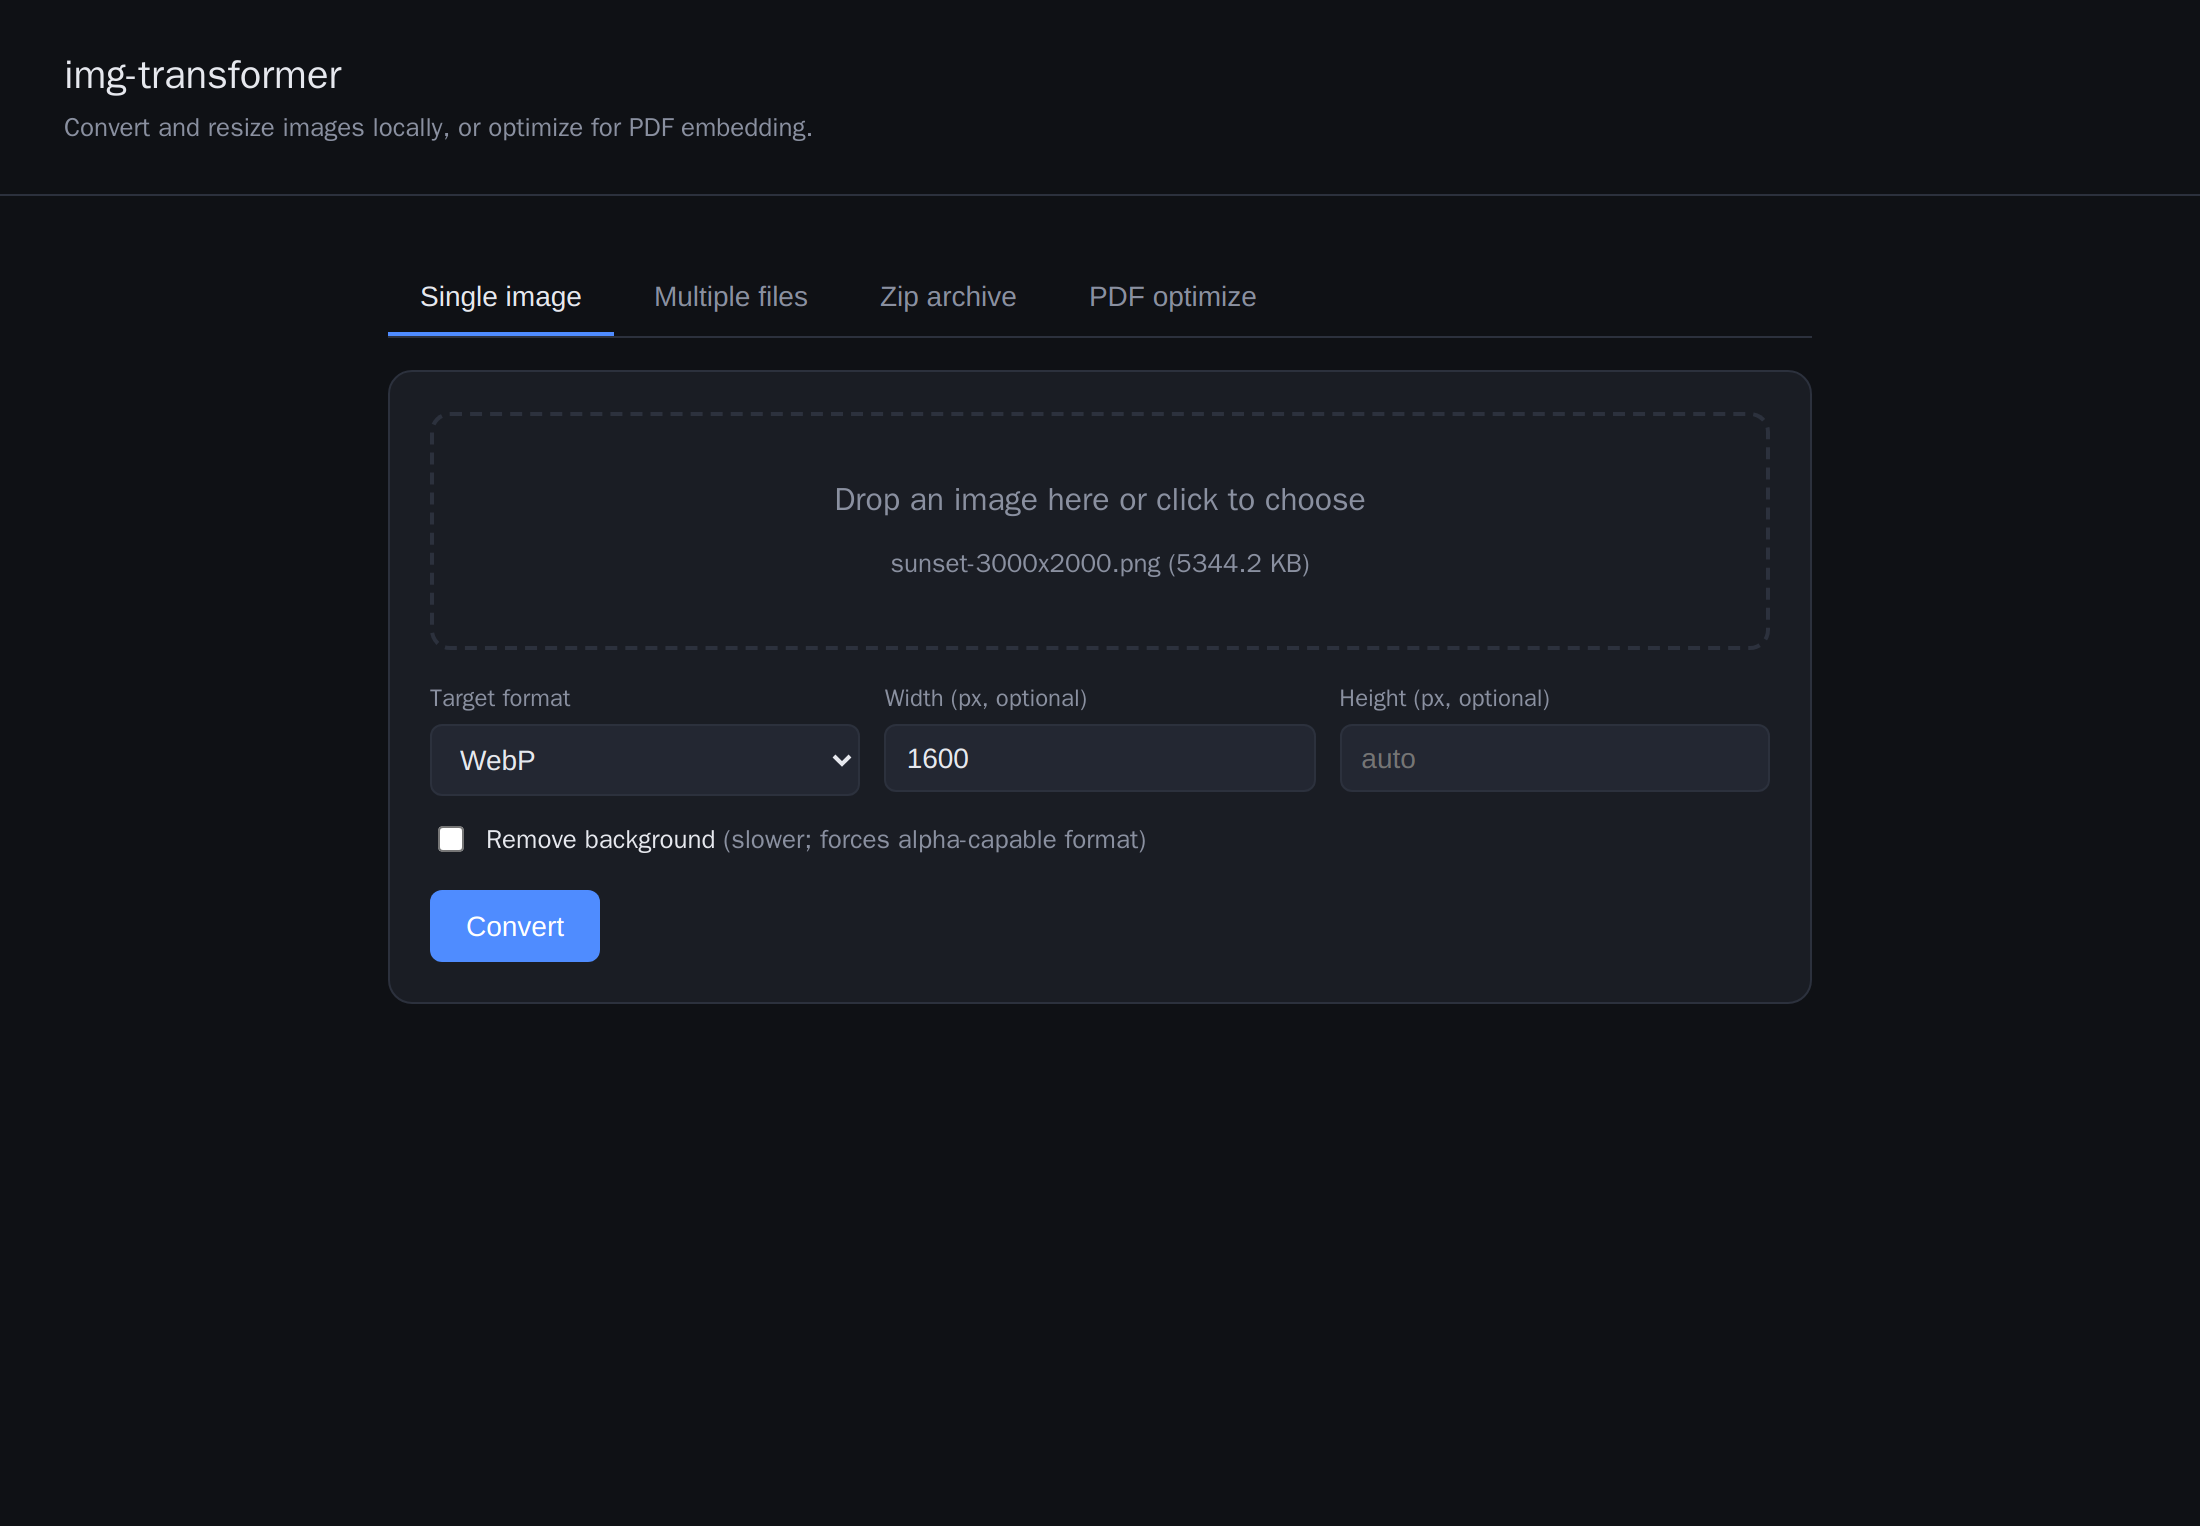 img-transformer
Convert and resize images locally, or optimize for PDF embedding.
Single image Multiple files Zip archive PDF optimize
Drop an image here or click to choose
sunset-3000x2000.png (5344.2 KB)
Target format Width (px, optional) Height (px, optional)
WebP 1600 auto
Remove background (slower; forces alpha-capable format)
Convert